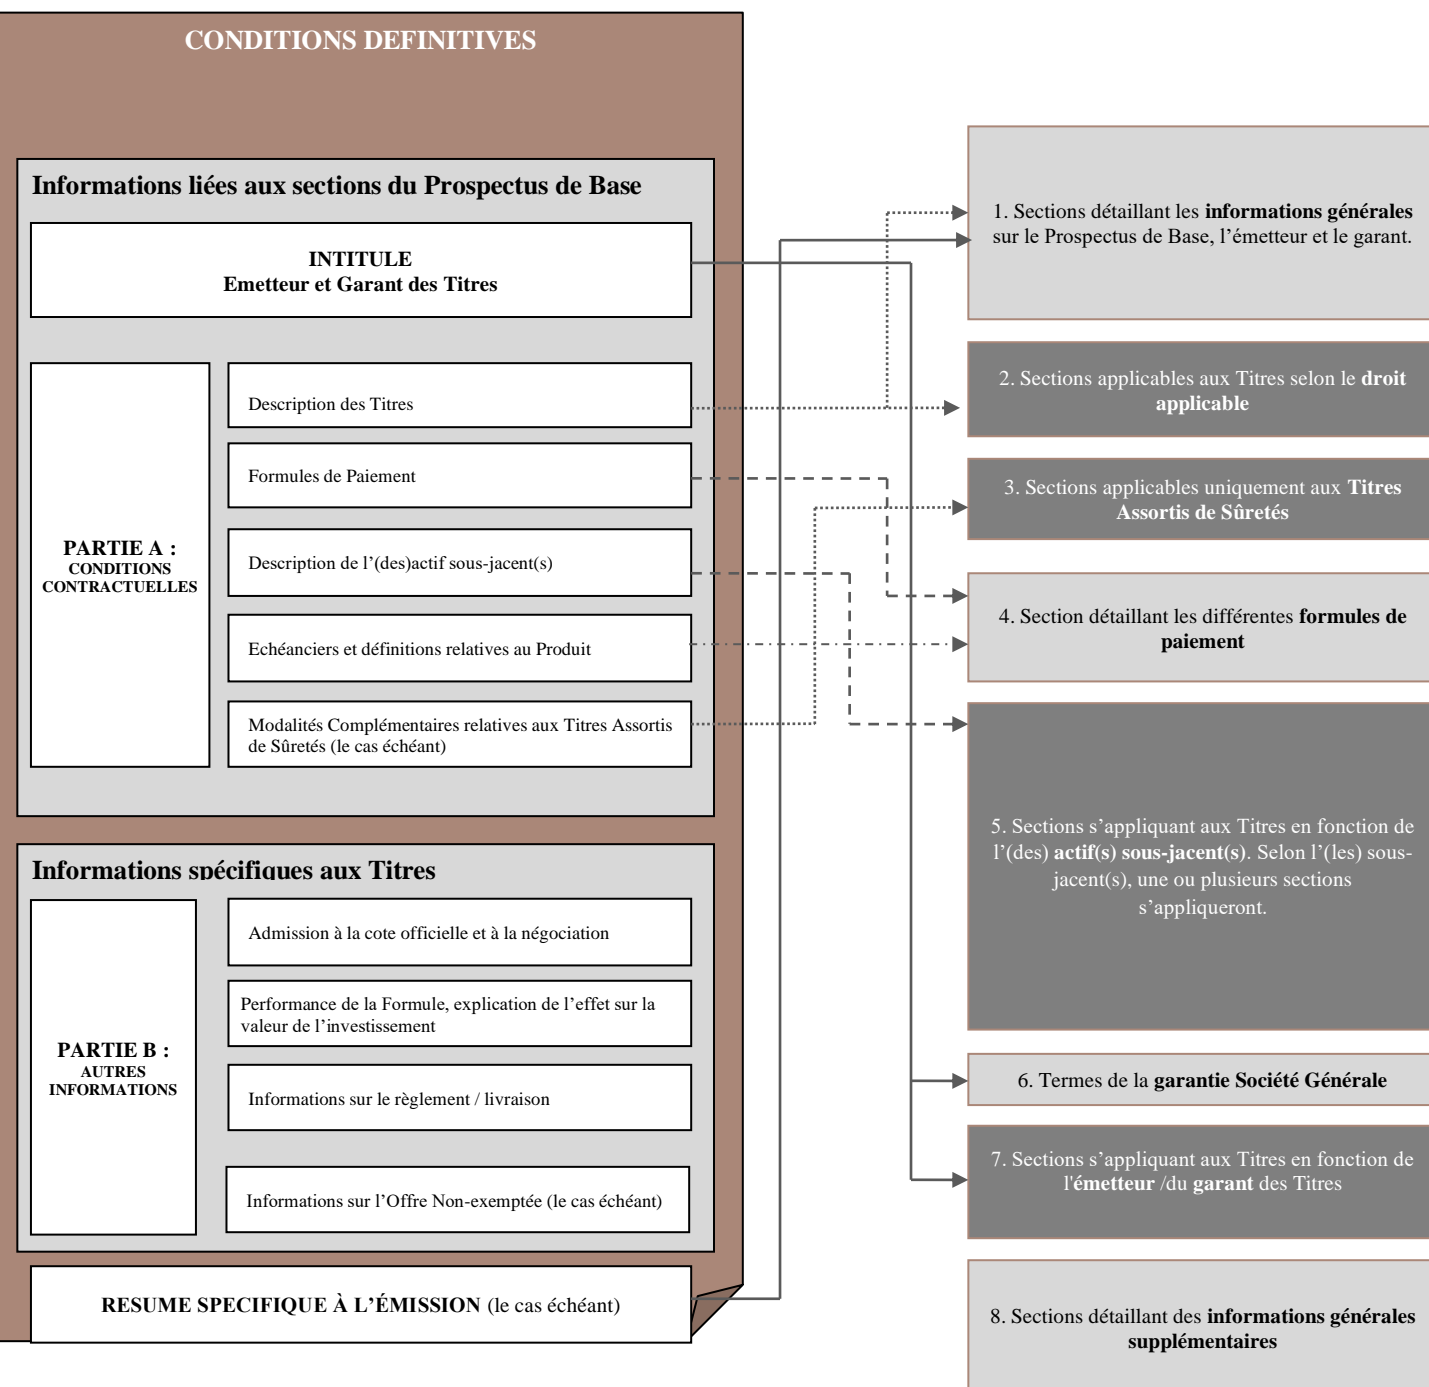 CONDITIONS DEFINITIVES
Informations liées aux sections du Prospectus de Base
INTITULE
Emetteur et Garant des Titres
PARTIE A :
CONDITIONS
CONTRACTUELLES
Description des Titres
Formules de Paiement
Description de l’(des)actif sous-jacent(s)
Echéanciers et définitions relatives au Produit
Modalités Complémentaires relatives aux Titres Assortis
de Sûretés (le cas échéant)
Informations spécifiques aux Titres
PARTIE B :
AUTRES
INFORMATIONS
Admission à la cote officielle et à la négociation
Performance de la Formule, explication de l’effet sur la
valeur de l’investissement
Informations sur le règlement / livraison
Informations sur l’Offre Non-exemptée (le cas échéant)
RESUME SPECIFIQUE À L’ÉMISSION (le cas échéant)
1. Sections détaillant les informations générales
sur le Prospectus de Base, l’émetteur et le garant.
2. Sections applicables aux Titres selon le droit
applicable
3. Sections applicables uniquement aux Titres
Assortis de Sûretés
4. Section détaillant les différentes formules de
paiement
5. Sections s’appliquant aux Titres en fonction de
l’(des) actif(s) sous-jacent(s). Selon l’(les) sous-
jacent(s), une ou plusieurs sections
s’appliqueront.
6. Termes de la garantie Société Générale
7. Sections s’appliquant aux Titres en fonction de
l'émetteur /du garant des Titres
8. Sections détaillant des informations générales
supplémentaires